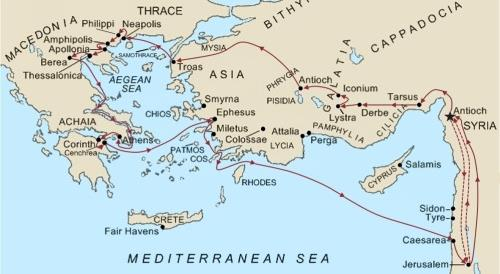 THRACE
BITHY
MACEDONIA
Philippi
Neapolis
Amphipolis
Apollonia
Berea
Thessalonica
SAMOTHRACE
MYSIA
Troas
AEGEAN
SEA
ASIA
GALATIA
CAPPADOCIA
PHRYGIA
Antioch
PISIDIA
Iconium
Lystra
Derbe
Tarsus
CILICIA
Antioch
SYRIA
Smyrna
CHIOS
Ephesus
ACHAIA
Athens
Corinth
Cenchrea
Miletus
Colossae
PATMOS
COS
Attalia
LYCIA
PAMPHYLIA
Perga
RHODES
Salamis
CYPRUS
CRETE
Fair Havens
Sidon
Tyre
Caesarea
Jerusalem
MEDITERRANEAN SEA